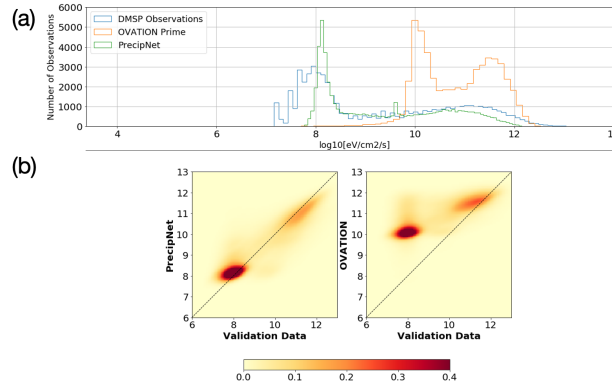 (a)
DMSP Observations
OVATION Prime
PrecipNet
Number of Observations
6000
5000
4000
3000
2000
1000
0
4 6 8 10 12
log10[eV/cm2/s]
(b)
13
12
11
10
9
8
7
6
PrecipNet
6 8 10 12
Validation Data
13
12
11
10
9
8
7
6
OVATION
6 8 10 12
Validation Data
0.0 0.1 0.2 0.3 0.4